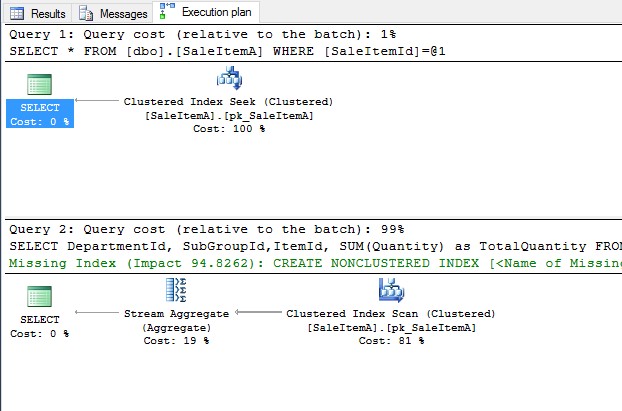 Results Messages Execution plan
Query 1: Query cost (relative to the batch): 1%
SELECT * FROM [dbo].[SaleItemA] WHERE [SaleItemId]=@1
SELECT
Cost: 0 %
Clustered Index Seek (Clustered)
[SaleItemA].[pk_SaleItemA]
Cost: 100 %
Query 2: Query cost (relative to the batch): 99%
SELECT DepartmentId, SubGroupId,ItemId, SUM(Quantity) as TotalQuantity FRO
Missing Index (Impact 94.8262): CREATE NONCLUSTERED INDEX [<Name of Missin
SELECT
Cost: 0 %
Stream Aggregate
(Aggregate)
Cost: 19 %
Clustered Index Scan (Clustered)
[SaleItemA].[pk_SaleItemA]
Cost: 81 %